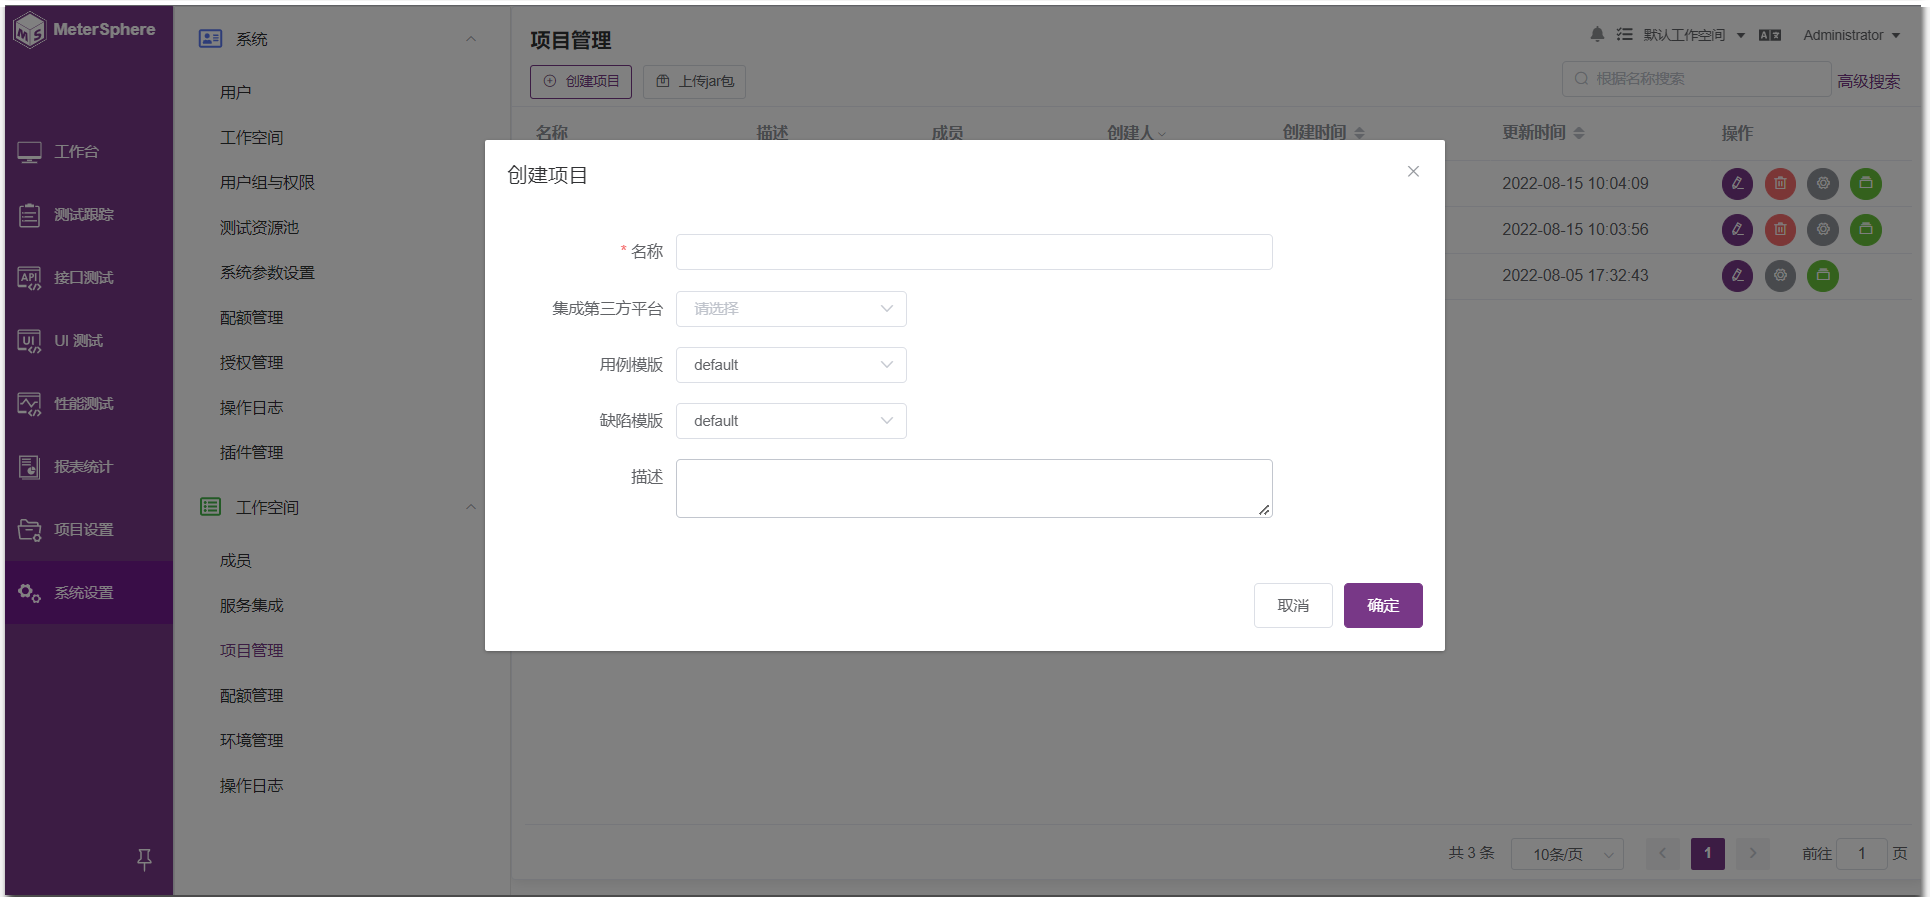 MeterSphere
工作台
测试跟踪
接口测试
UI 测试
性能测试
报表统计
项目设置
系统设置
系统
用户
工作空间
用户组与权限
测试资源池
系统参数设置
配额管理
授权管理
操作日志
插件管理
工作空间
成员
服务集成
项目管理
配额管理
环境管理
操作日志
项目管理
默认工作空间
Administrator
创建项目
上传jar包
根据名称搜索
高级搜索
名称 描述 成员 创建人 创建时间 更新时间 操作
2022-08-15 10:04:09
2022-08-15 10:03:56
2022-08-05 17:32:43
创建项目
* 名称
集成第三方平台 请选择
用例模版 default
缺陷模版 default
描述
取消 确定
共 3 条 10条/页 1 前往 1 页